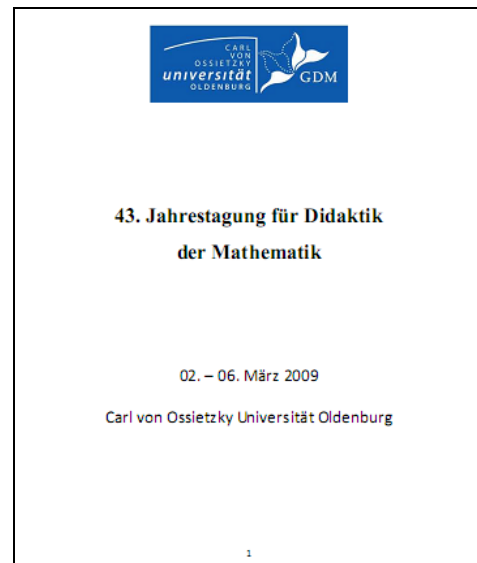 CARL
VON
OSSIETZKY
universität
OLDENBURG
GDM
43. Jahrestagung für Didaktik
der Mathematik
02. – 06. März 2009
Carl von Ossietzky Universität Oldenburg
1